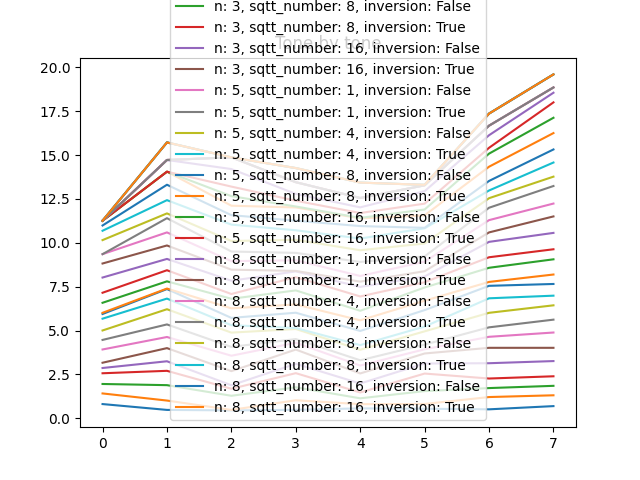 n: 3, sqtt_number: 8, inversion: False
n: 3, sqtt_number: 8, inversion: True
Tone by tone
n: 3, sqtt_number: 16, inversion: False
n: 3, sqtt_number: 16, inversion: True
n: 5, sqtt_number: 1, inversion: False
n: 5, sqtt_number: 1, inversion: True
n: 5, sqtt_number: 4, inversion: False
n: 5, sqtt_number: 4, inversion: True
n: 5, sqtt_number: 8, inversion: False
n: 5, sqtt_number: 8, inversion: True
n: 5, sqtt_number: 16, inversion: False
n: 5, sqtt_number: 16, inversion: True
n: 8, sqtt_number: 1, inversion: False
n: 8, sqtt_number: 1, inversion: True
n: 8, sqtt_number: 4, inversion: False
n: 8, sqtt_number: 4, inversion: True
n: 8, sqtt_number: 8, inversion: False
n: 8, sqtt_number: 8, inversion: True
n: 8, sqtt_number: 16, inversion: False
n: 8, sqtt_number: 16, inversion: True
20.0
17.5
15.0
12.5
10.0
7.5
5.0
2.5
0.0
0 1 2 3 4 5 6 7